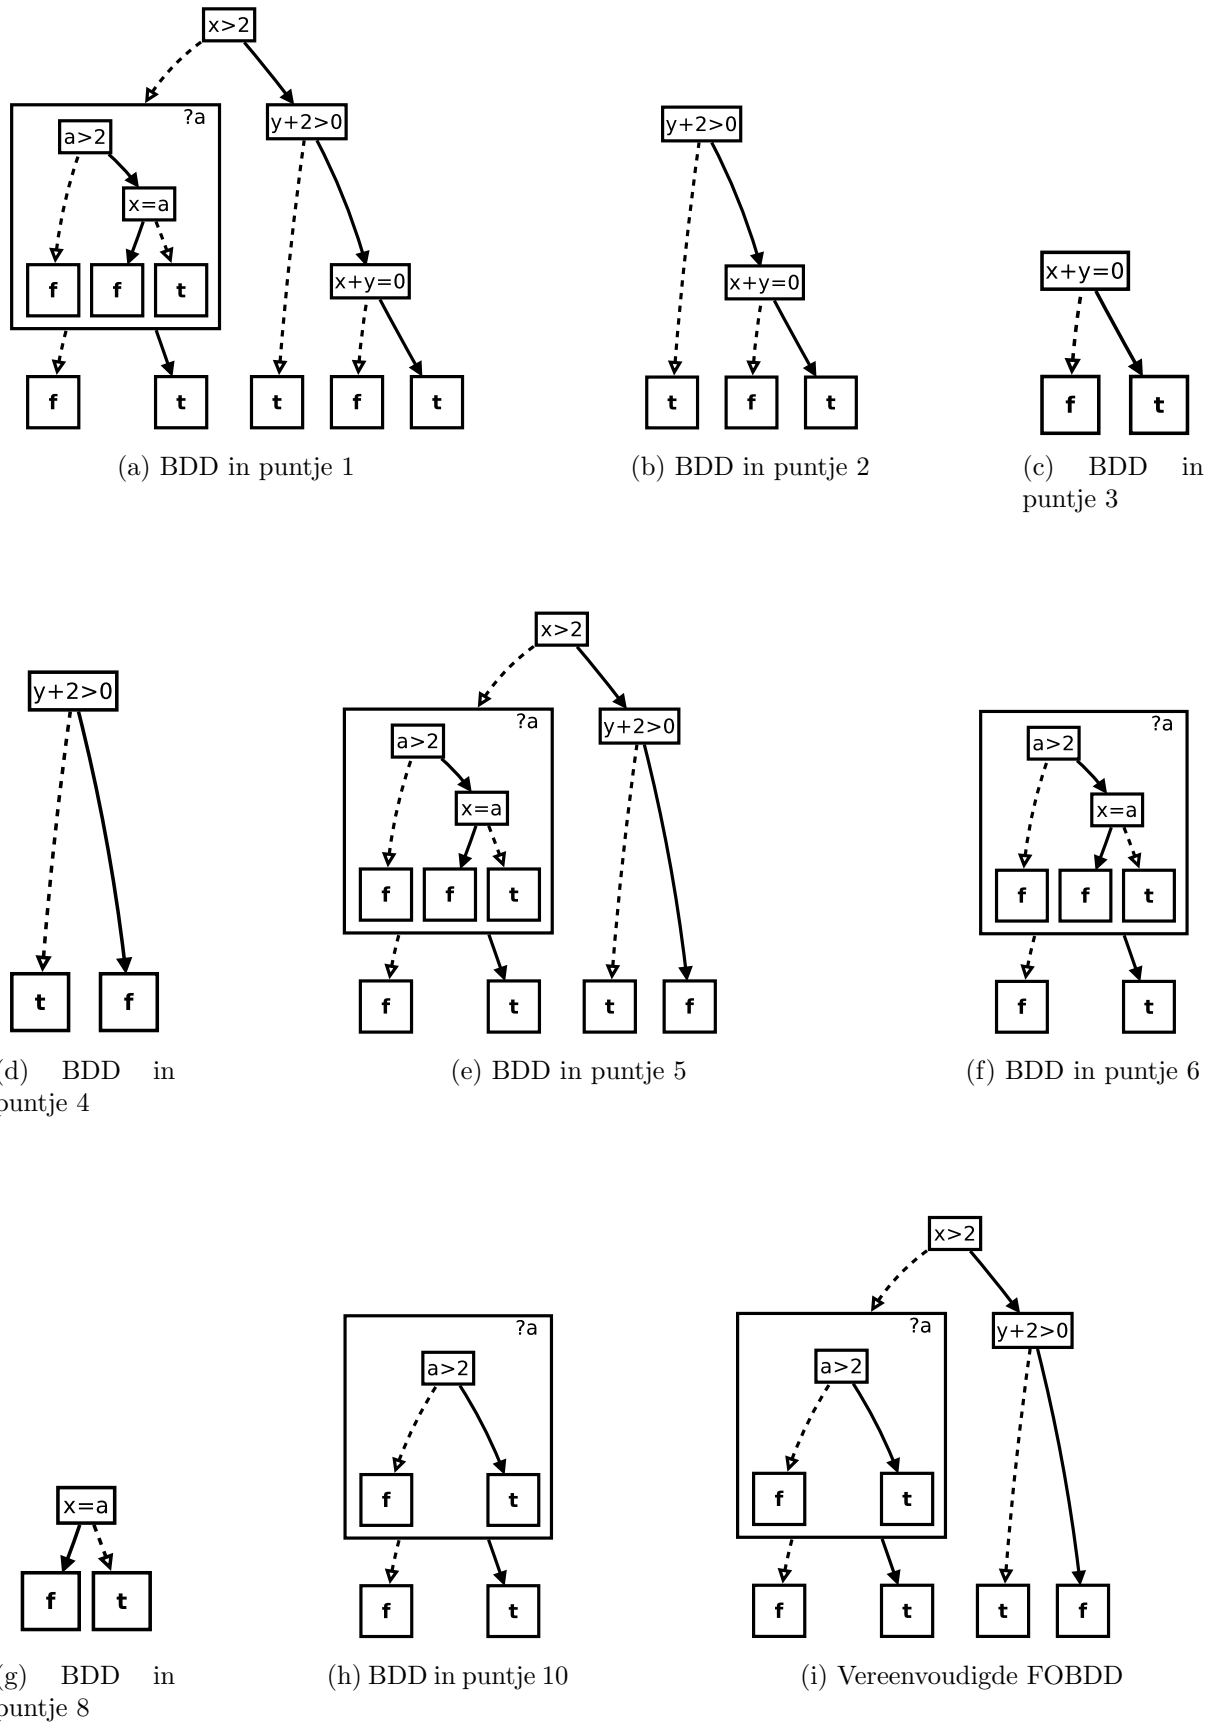 x>2
?a
a>2
y+2>0
x=a
x+y=0
f f t
f t t f t
(a) BDD in puntje 1
y+2>0
x+y=0
t f t
(b) BDD in puntje 2
x+y=0
f t
(c) BDD in
puntje 3
y+2>0
t f
(d) BDD in
puntje 4
x>2
?a
a>2
y+2>0
x=a
f f t
f t t f
(e) BDD in puntje 5
?a
a>2
x=a
f f t
f t
(f) BDD in puntje 6
x=a
f t
(g) BDD in
puntje 8
?a
a>2
f t
f t
(h) BDD in puntje 10
x>2
?a
y+2>0
a>2
f t
f t t f
(i) Vereenvoudigde FOBDD